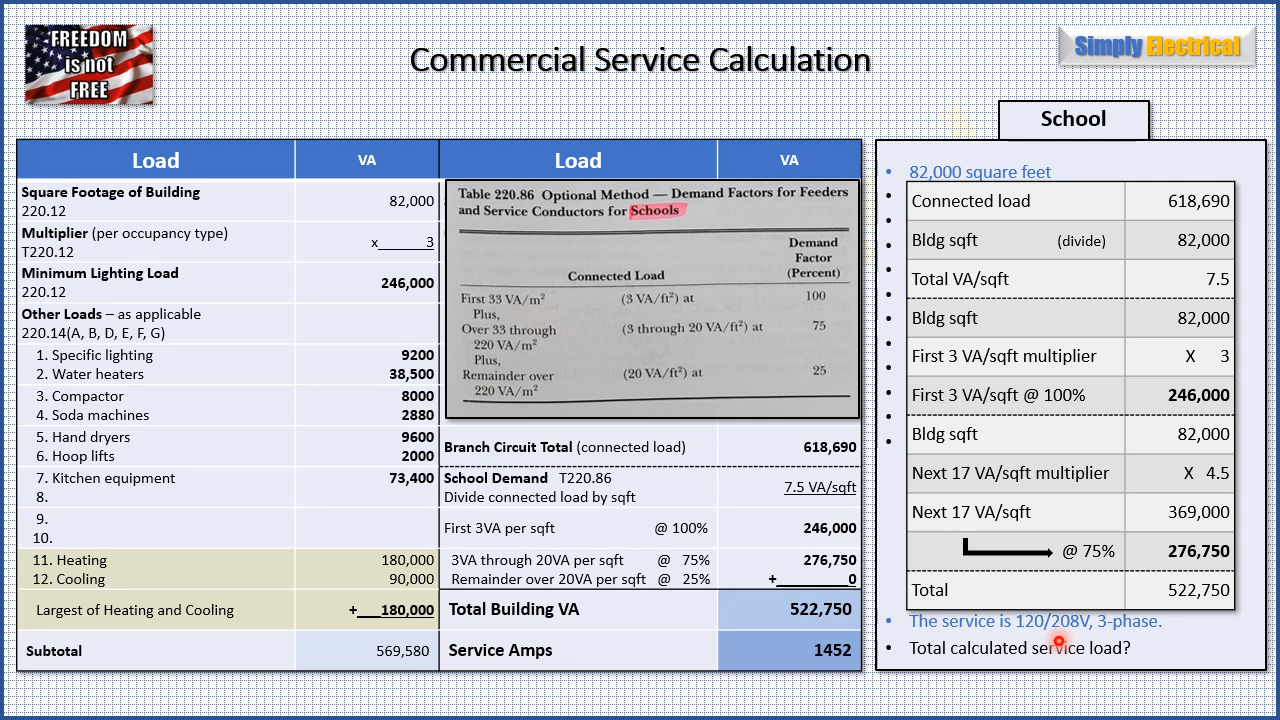 FREEDOM
is not
FREE
Commercial Service Calculation
Simply Electrical
School
Load VA Load VA
Square Footage of Building
220.12 82,000
Multiplier (per occupancy type)
T220.12 x 3
Minimum Lighting Load
220.12 246,000
Other Loads – as applicable
220.14(A, B, D, E, F, G)
1. Specific lighting 9200
2. Water heaters 38,500
3. Compactor 8000
4. Soda machines 2880
5. Hand dryers 9600
6. Hoop lifts 2000
7. Kitchen equipment 73,400
8.
9.
10.
11. Heating 180,000
12. Cooling 90,000
Largest of Heating and Cooling + 180,000
Subtotal 569,580
Table 220.86 Optional Method — Demand Factors for Feeders
and Service Conductors for Schools
Demand
Factor
Connected Load (Percent)
First 33 VA/m² (3 VA/ft²) at 100
Plus,
Over 33 through (3 through 20 VA/ft²) at 75
220 VA/m²
Plus,
Remainder over (20 VA/ft²) at 25
220 VA/m²
Branch Circuit Total (connected load) 618,690
School Demand T220.86
Divide connected load by sqft 7.5 VA/sqft
First 3VA per sqft @ 100% 246,000
3VA through 20VA per sqft @ 75% 276,750
Remainder over 20VA per sqft @ 25% + 0
Total Building VA 522,750
Service Amps 1452
• 82,000 square feet
Connected load 618,690
Bldg sqft (divide) 82,000
Total VA/sqft 7.5
Bldg sqft 82,000
First 3 VA/sqft multiplier X 3
First 3 VA/sqft @ 100% 246,000
Bldg sqft 82,000
Next 17 VA/sqft multiplier X 4.5
Next 17 VA/sqft 369,000
@ 75% 276,750
Total 522,750
• The service is 120/208V, 3-phase.
• Total calculated service load?